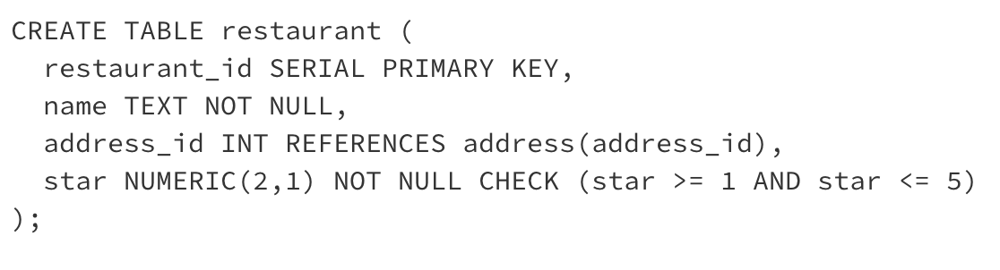 CREATE TABLE restaurant (
  restaurant_id SERIAL PRIMARY KEY,
  name TEXT NOT NULL,
  address_id INT REFERENCES address(address_id),
  star NUMERIC(2,1) NOT NULL CHECK (star >= 1 AND star <= 5)
);